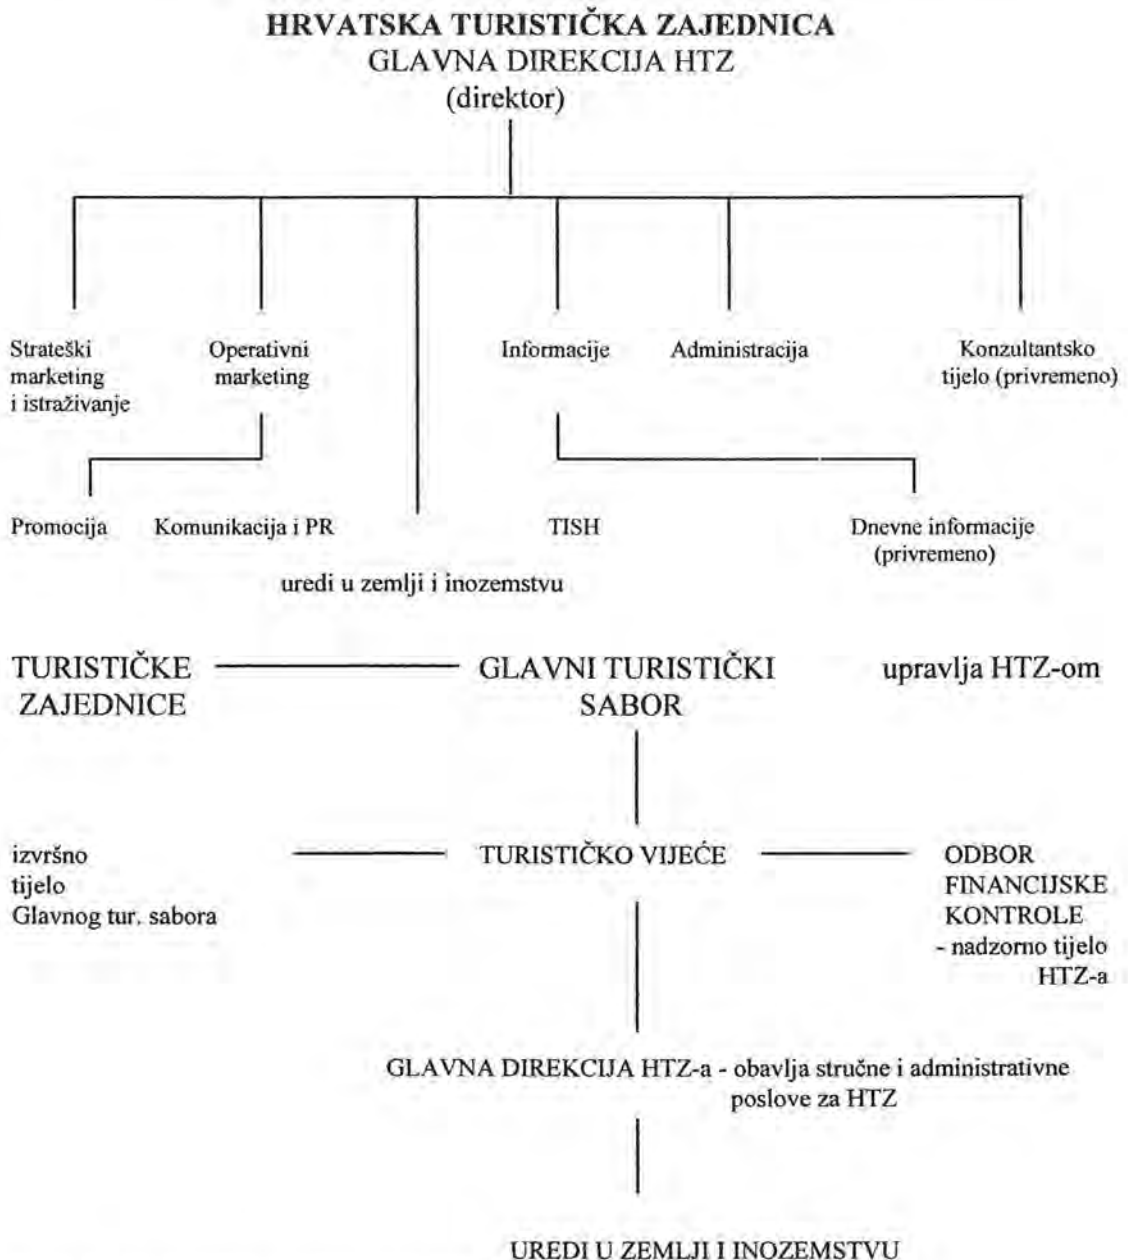 HRVATSKA TURISTIČKA ZAJEDNICA
GLAVNA DIREKCIJA HTZ
(direktor)
Strateški
marketing
i istraživanje
Operativni
marketing
Informacije
Administracija
Konzultantsko
tijelo (privremeno)
Promocija
Komunikacija i PR
TISH
Dnevne informacije
(privremeno)
uredi u zemlji i inozemstvu
TURISTIČKE
ZAJEDNICE
GLAVNI TURISTIČKI
SABOR
upravlja HTZ-om
izvršno
tijelo
Glavnog tur. sabora
TURISTIČKO VIJEĆE
ODBOR
FINANCIJSKE
KONTROLE
- nadzorno tijelo
HTZ-a
GLAVNA DIREKCIJA HTZ-a - obavlja stručne i administrativne
poslove za HTZ
UREDI U ZEMLJI I INOZEMSTVU